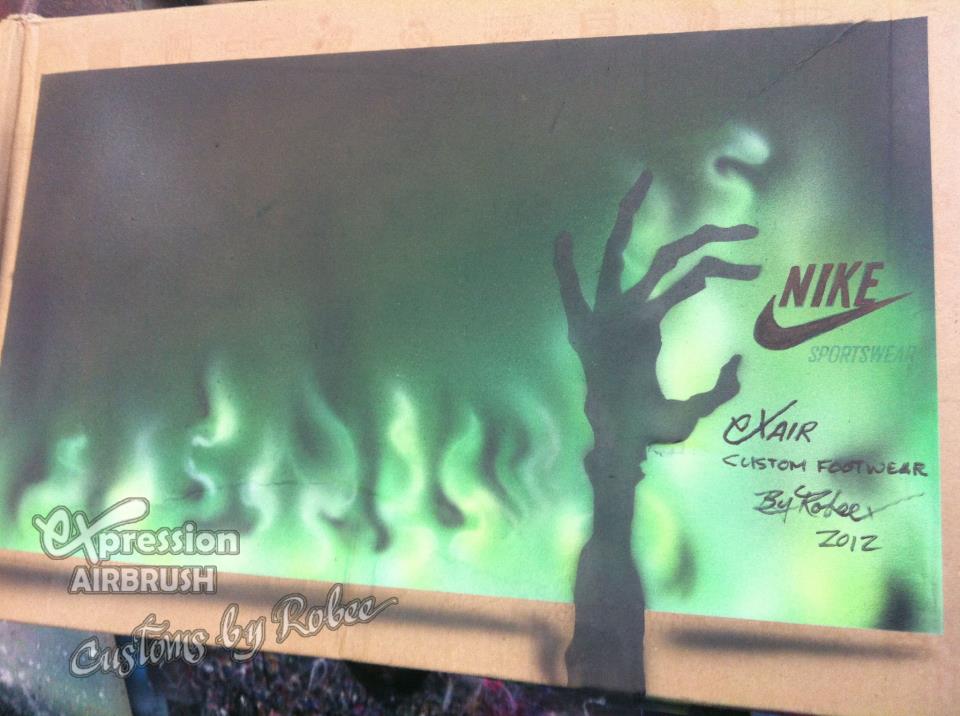 NIKE
SPORTSWEAR
eXAIR
CUSTOM FOOTWEAR
By Robee
2012
eXpression
AIRBRUSH
Customs by Robee